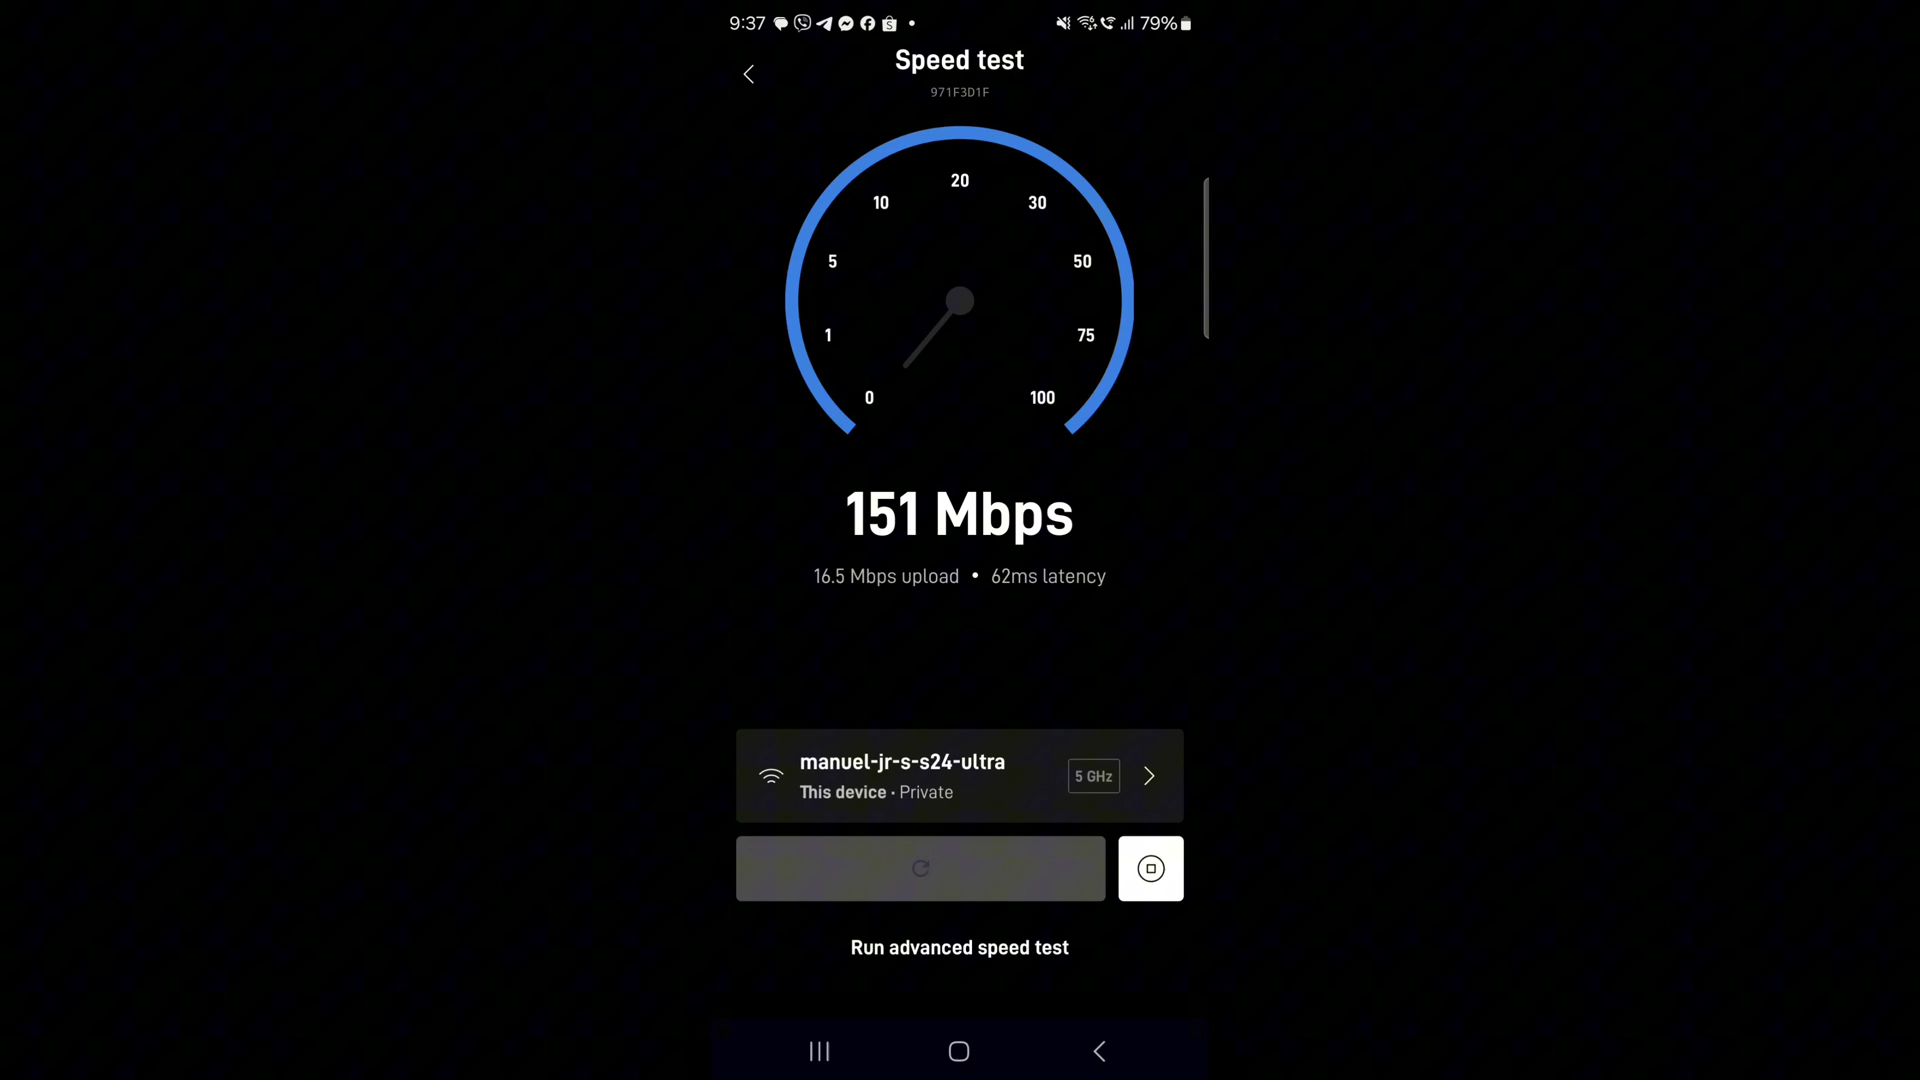 9:37 79%
Speed test
971F3D1F
20
10 30
5 50
1 75
0 100
151 Mbps
16.5 Mbps upload • 62ms latency
manuel-jr-s-s24-ultra
This device · Private
5 GHz
Run advanced speed test